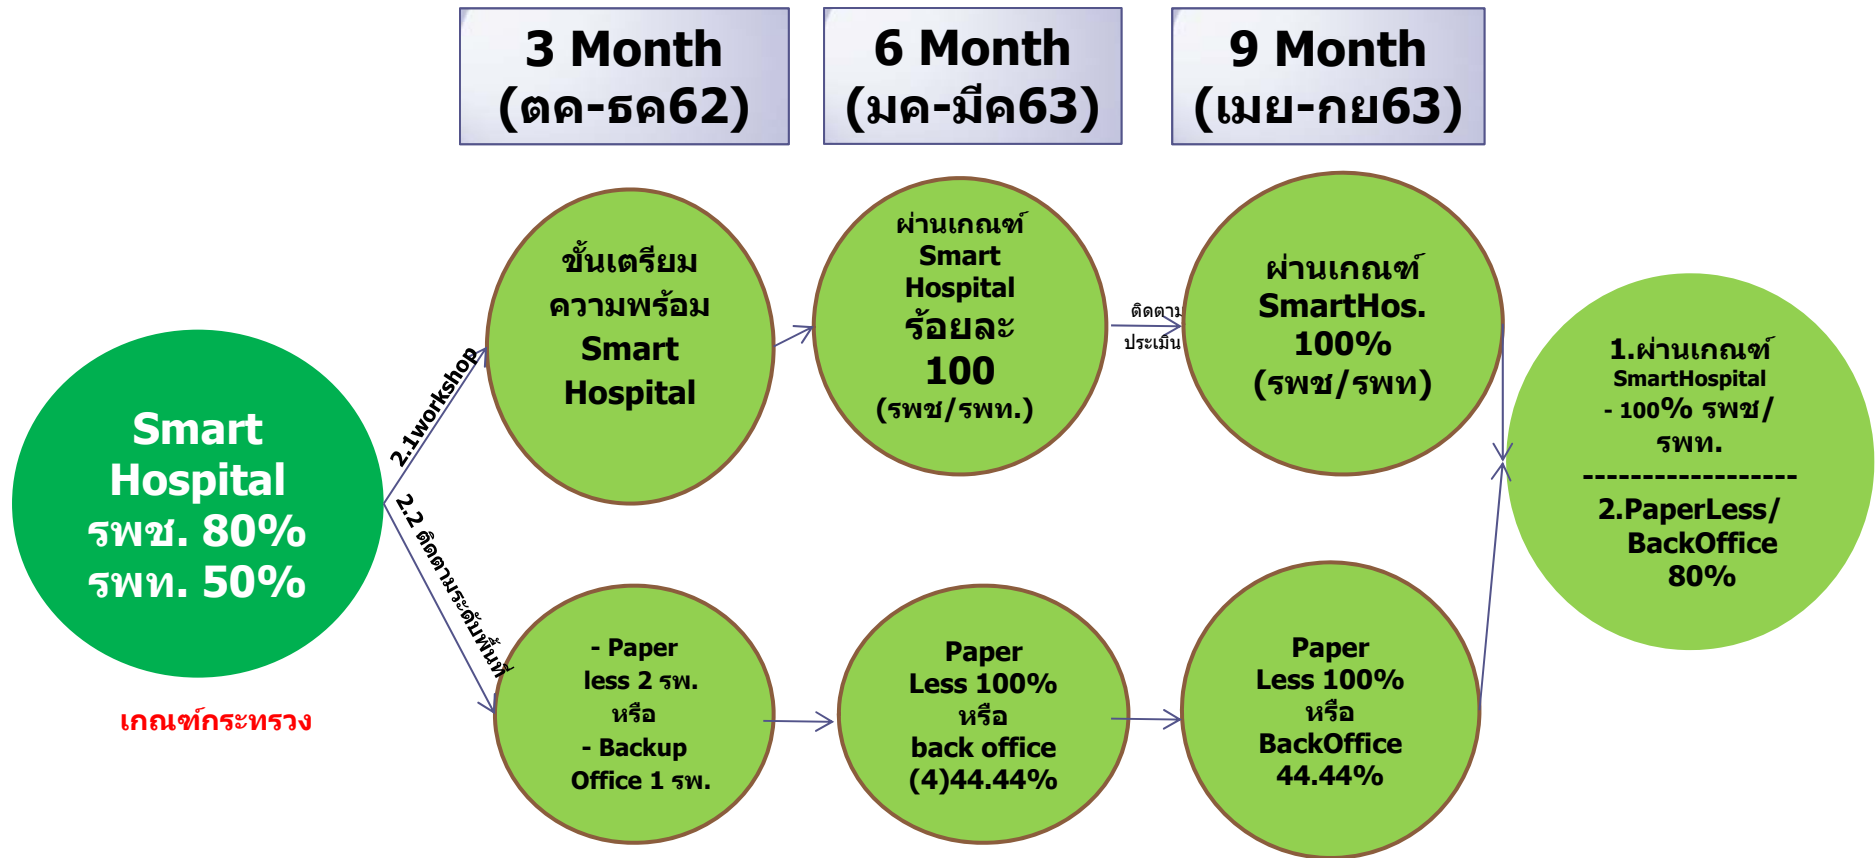 3 Month
(ตค-ธค62)
6 Month
(มค-มีค63)
9 Month
(เมย-กย63)
Smart
Hospital
รพช. 80%
รพท. 50%
เกณฑ์กระทรวง
2.1workshop
2.2 ติดตามระดับพื้นที่
ขั้นเตรียม
ความพร้อม
Smart
Hospital
ผ่านเกณฑ์
Smart
Hospital
ร้อยละ
100
(รพช/รพท.)
ติดตาม
ประเมิน
ผ่านเกณฑ์
SmartHos.
100%
(รพช/รพท)
- Paper
less 2 รพ.
หรือ
- Backup
Office 1 รพ.
Paper
Less 100%
หรือ
back office
(4)44.44%
Paper
Less 100%
หรือ
BackOffice
44.44%
1.ผ่านเกณฑ์
SmartHospital
- 100% รพช/
รพท.
------------------
2.PaperLess/
BackOffice
80%